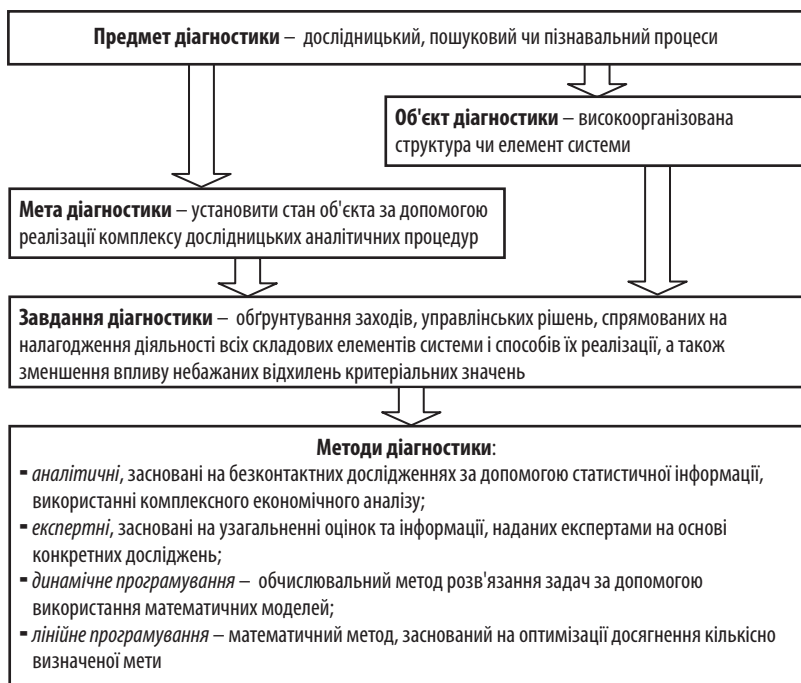 Предмет діагностики – дослідницький, пошуковий чи пізнавальний процеси
Об'єкт діагностики – високоорганізована
структура чи елемент системи
Мета діагностики – установити стан об'єкта за допомогою
реалізації комплексу дослідницьких аналітичних процедур
Завдання діагностики – обґрунтування заходів, управлінських рішень, спрямованих на
налагодження діяльності всіх складових елементів системи і способів їх реалізації, а також
зменшення впливу небажаних відхилень критеріальних значень
Методи діагностики:
- аналітичні, засновані на безконтактних дослідженнях за допомогою статистичної інформації,
використанні комплексного економічного аналізу;
- експертні, засновані на узагальненні оцінок та інформації, наданих експертами на основі
конкретних досліджень;
- динамічне програмування – обчислювальний метод розв'язання задач за допомогою
використання математичних моделей;
- лінійне програмування – математичний метод, заснований на оптимізації досягнення кількісно
визначеної мети